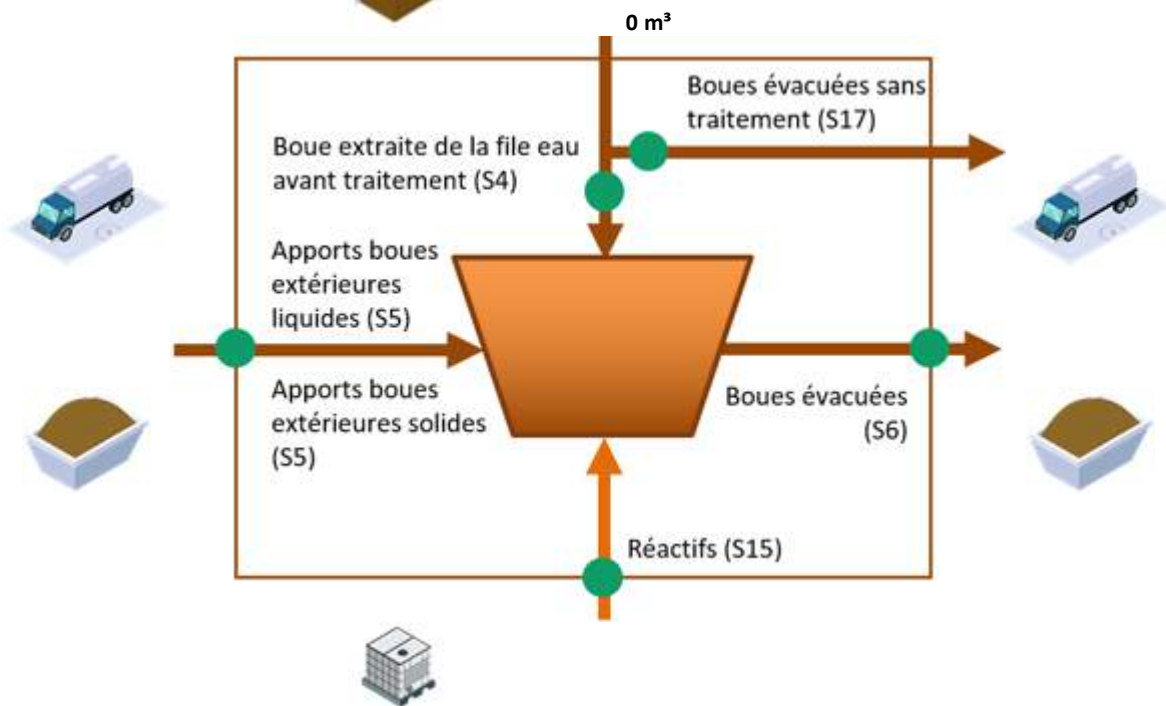 0 m³
Boues évacuées sans
traitement (S17)
Boue extraite de la file eau
avant traitement (S4)
Apports boues
extérieures
liquides (S5)
Apports boues
extérieures solides
(S5)
Boues évacuées
(S6)
Réactifs (S15)